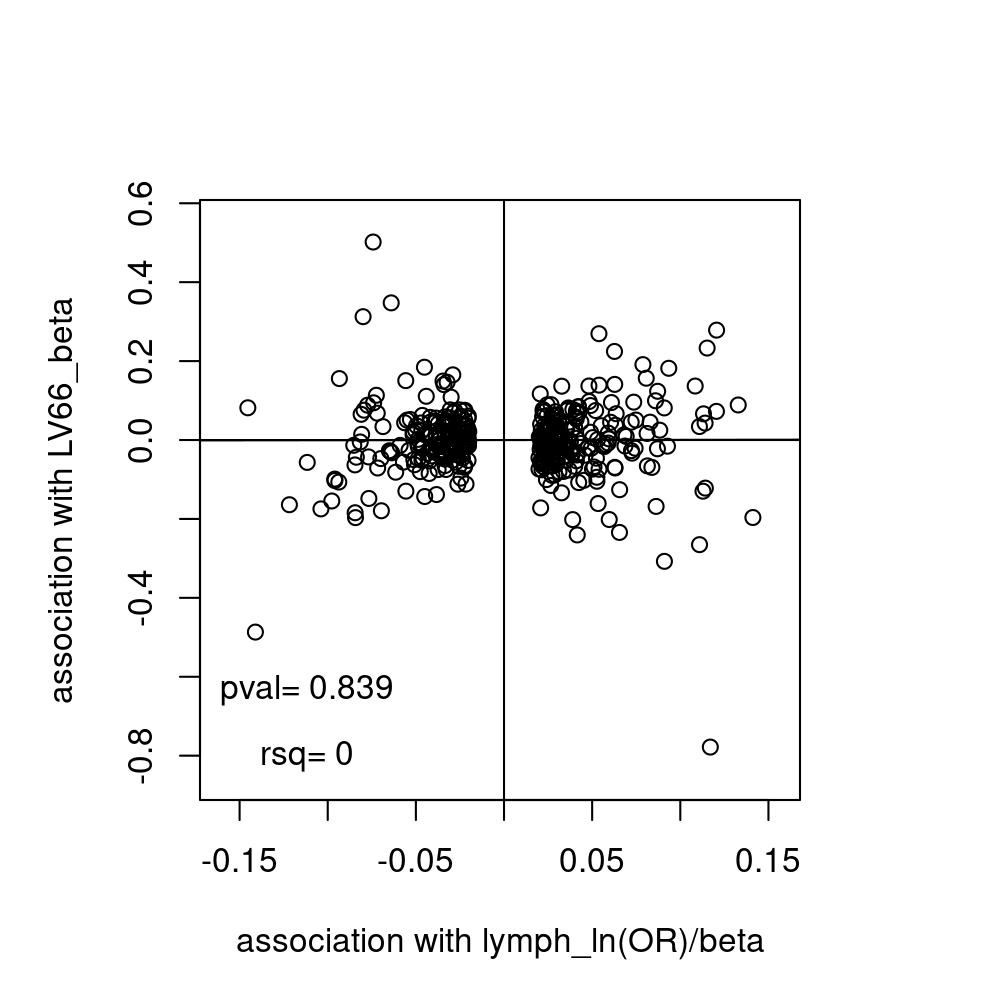 0.6
0.4
0.2
0.0
-0.4
-0.8
association with LV66_beta
pval= 0.839
rsq= 0
-0.15 -0.05 0.05 0.15
association with lymph_ln(OR)/beta